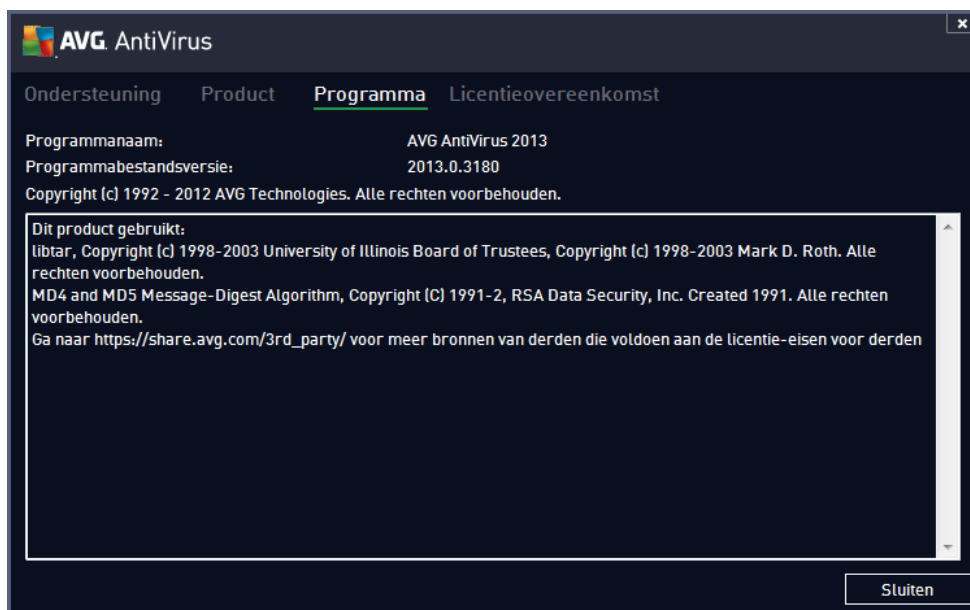 AVG. AntiVirus
Ondersteuning Product Programma Licentieovereenkomst
Programmanaam: AVG AntiVirus 2013
Programmabestandsversie: 2013.0.3180
Copyright (c) 1992 - 2012 AVG Technologies. Alle rechten voorbehouden.
Dit product gebruikt:
libtar, Copyright (c) 1998-2003 University of Illinois Board of Trustees, Copyright (c) 1998-2003 Mark D. Roth. Alle
rechten voorbehouden.
MD4 and MD5 Message-Digest Algorithm, Copyright (C) 1991-2, RSA Data Security, Inc. Created 1991. Alle rechten
voorbehouden.
Ga naar https://share.avg.com/3rd_party/ voor meer bronnen van derden die voldoen aan de licentie-eisen voor derden
Sluiten